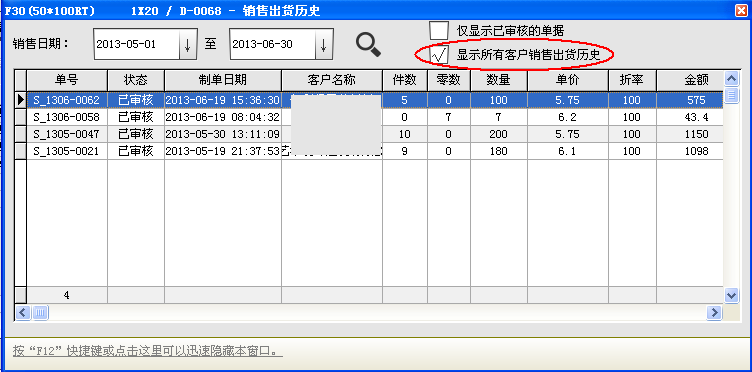 F30(50*100RT) 1X20 / D-0068 - 销售出货历史
仅显示已审核的单据
销售日期： 2013-05-01 至 2013-06-30
显示所有客户销售出货历史
单号 状态 制单日期 客户名称 件数 零数 数量 单价 折率 金额
S_1306-0062 已审核 2013-06-19 15:36:30 5 0 100 5.75 100 575
S_1306-0058 已审核 2013-06-19 08:04:32 0 7 7 6.2 100 43.4
S_1305-0047 已审核 2013-05-30 13:11:09 10 0 200 5.75 100 1150
S_1305-0021 已审核 2013-05-19 21:37:53 9 0 180 6.1 100 1098
4
按“F12”快捷键或点击这里可以迅速隐藏本窗口。